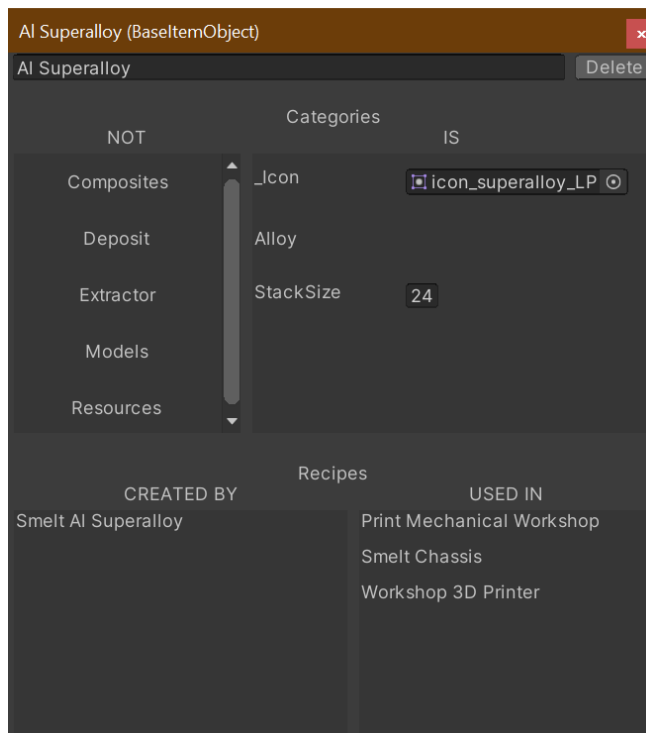 Al Superalloy (BaseItemObject)
x
Al Superalloy
Delete
Categories
NOT
IS
Composites
Deposit
Extractor
Models
Resources
_Icon
icon_superalloy_LP
Alloy
StackSize
24
Recipes
CREATED BY
USED IN
Smelt Al Superalloy
Print Mechanical Workshop
Smelt Chassis
Workshop 3D Printer